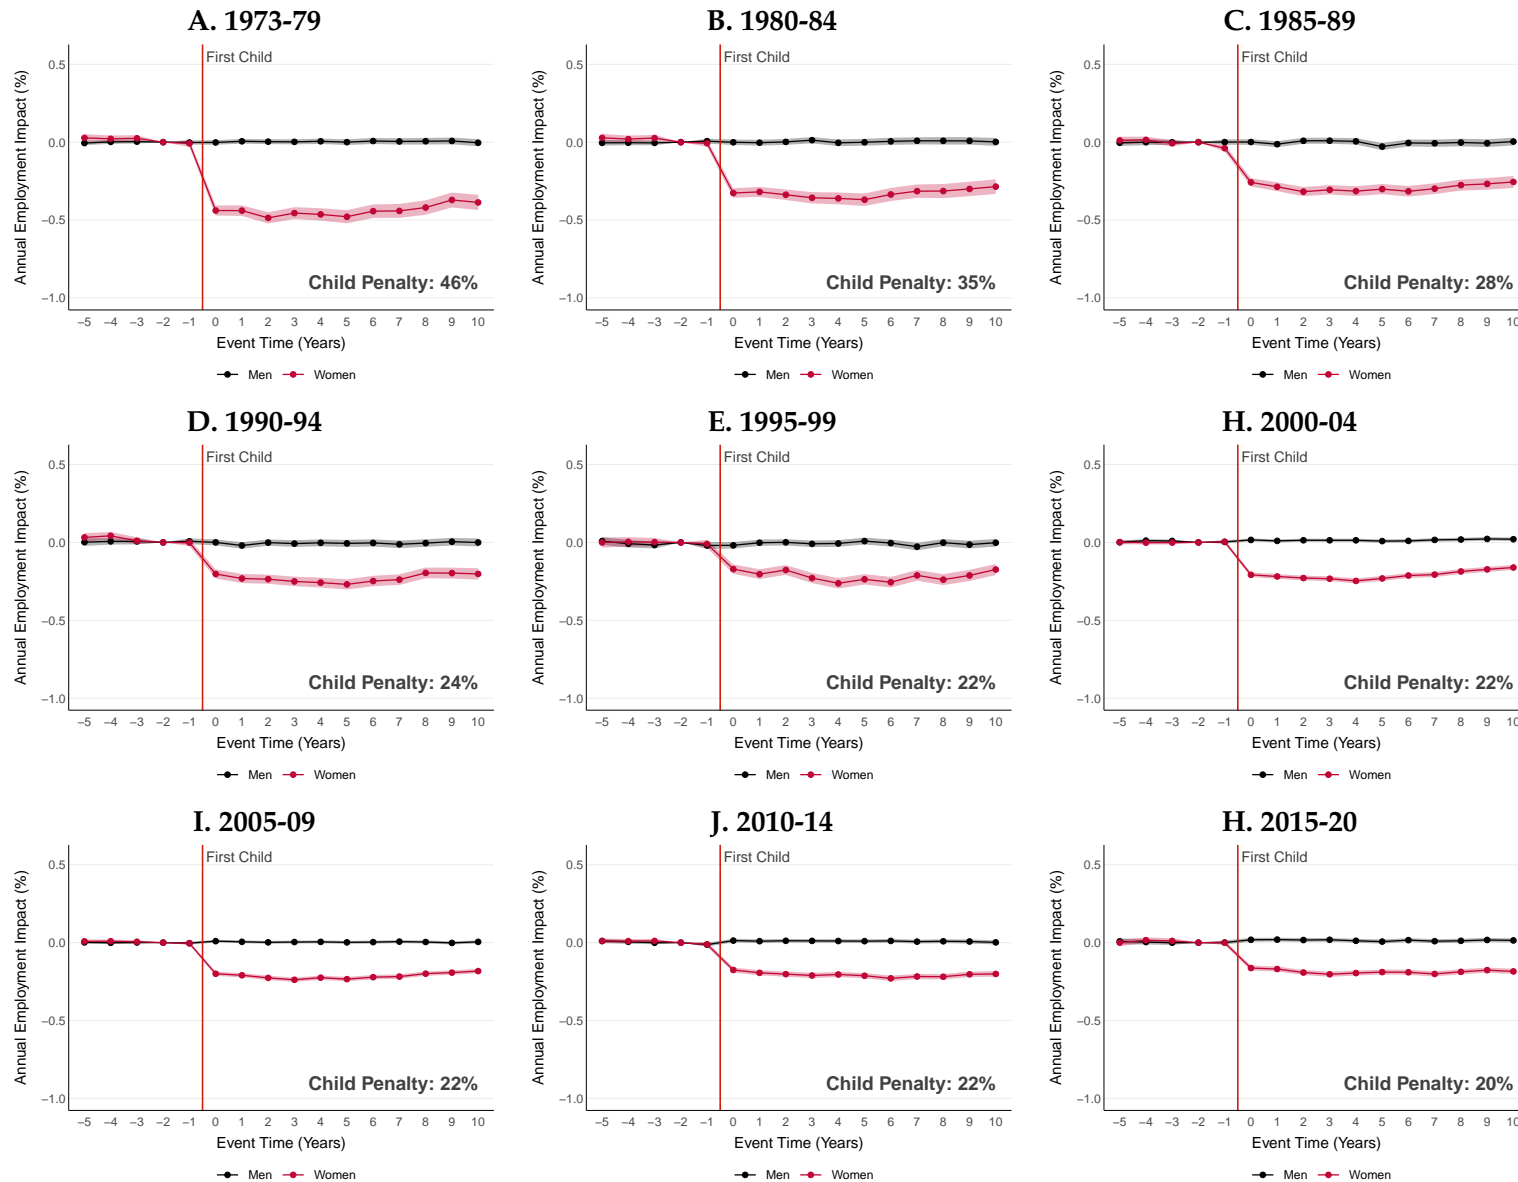 A. 1973-79
Annual Employment Impact (%)
0.5
0.0
−0.5
−1.0
First Child
Child Penalty: 46%
−5 −4 −3 −2 −1 0 1 2 3 4 5 6 7 8 9 10
Event Time (Years)
Men Women
B. 1980-84
Annual Employment Impact (%)
0.5
0.0
−0.5
−1.0
First Child
Child Penalty: 35%
−5 −4 −3 −2 −1 0 1 2 3 4 5 6 7 8 9 10
Event Time (Years)
Men Women
C. 1985-89
Annual Employment Impact (%)
0.5
0.0
−0.5
−1.0
First Child
Child Penalty: 28%
−5 −4 −3 −2 −1 0 1 2 3 4 5 6 7 8 9 10
Event Time (Years)
Men Women
D. 1990-94
Annual Employment Impact (%)
0.5
0.0
−0.5
−1.0
First Child
Child Penalty: 24%
−5 −4 −3 −2 −1 0 1 2 3 4 5 6 7 8 9 10
Event Time (Years)
Men Women
E. 1995-99
Annual Employment Impact (%)
0.5
0.0
−0.5
−1.0
First Child
Child Penalty: 22%
−5 −4 −3 −2 −1 0 1 2 3 4 5 6 7 8 9 10
Event Time (Years)
Men Women
H. 2000-04
Annual Employment Impact (%)
0.5
0.0
−0.5
−1.0
First Child
Child Penalty: 22%
−5 −4 −3 −2 −1 0 1 2 3 4 5 6 7 8 9 10
Event Time (Years)
Men Women
I. 2005-09
Annual Employment Impact (%)
0.5
0.0
−0.5
−1.0
First Child
Child Penalty: 22%
−5 −4 −3 −2 −1 0 1 2 3 4 5 6 7 8 9 10
Event Time (Years)
Men Women
J. 2010-14
Annual Employment Impact (%)
0.5
0.0
−0.5
−1.0
First Child
Child Penalty: 22%
−5 −4 −3 −2 −1 0 1 2 3 4 5 6 7 8 9 10
Event Time (Years)
Men Women
H. 2015-20
Annual Employment Impact (%)
0.5
0.0
−0.5
−1.0
First Child
Child Penalty: 20%
−5 −4 −3 −2 −1 0 1 2 3 4 5 6 7 8 9 10
Event Time (Years)
Men Women